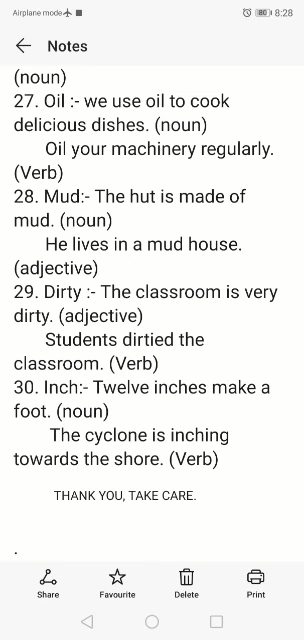 Airplane mode 80 8:28
Notes
(noun)
27. Oil :- we use oil to cook
delicious dishes. (noun)
Oil your machinery regularly.
(Verb)
28. Mud:- The hut is made of
mud. (noun)
He lives in a mud house.
(adjective)
29. Dirty :- The classroom is very
dirty. (adjective)
Students dirtied the
classroom. (Verb)
30. Inch:- Twelve inches make a
foot. (noun)
The cyclone is inching
towards the shore. (Verb)
THANK YOU, TAKE CARE.
.
Share Favourite Delete Print